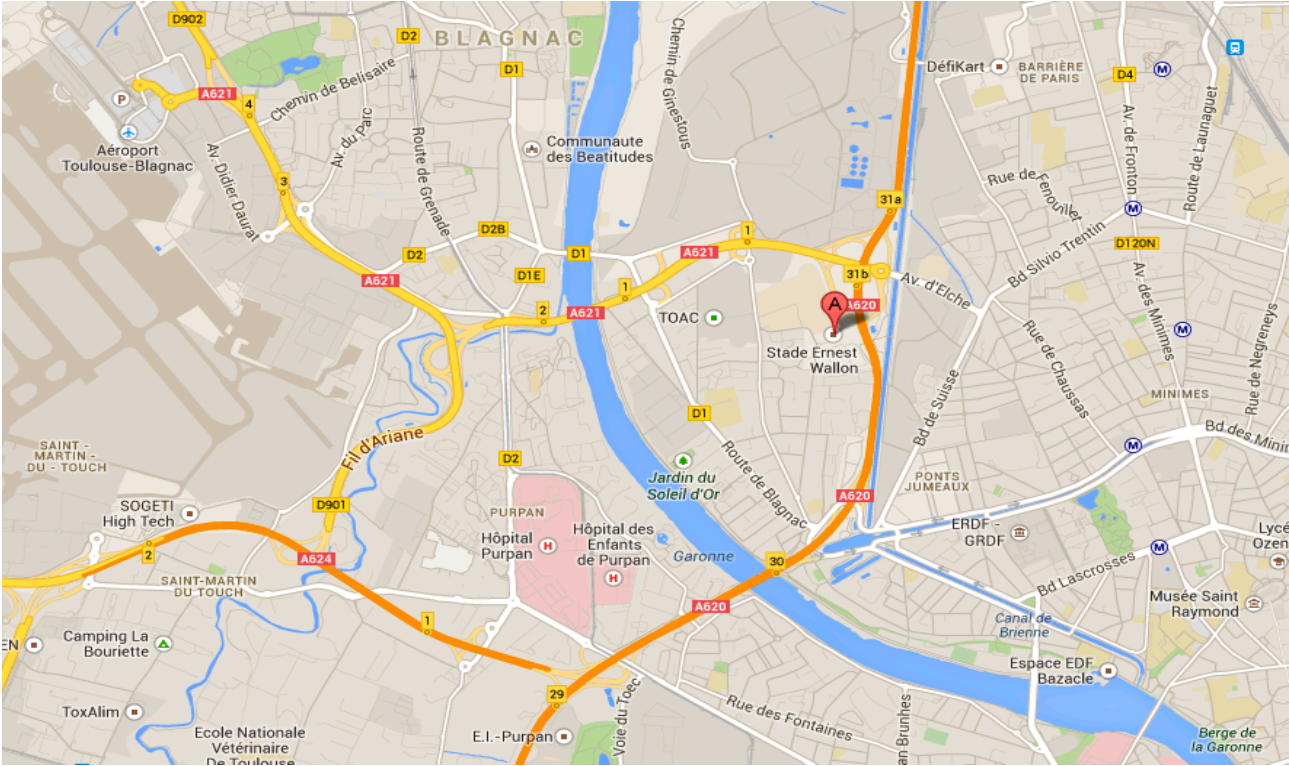 D902
D2
BLAGNAC
D1
Chemin de Ginestous
DéfiKart
BARRIÈRE
DE PARIS
D4
M
P
A621
4
Chemin de Belisaire
Av. du Parc
Route de Grenade
Aéroport
Toulouse-Blagnac
Av. Didier Daurat
3
Communaute
des Beatitudes
Av. de Fronton
Route de Launaguet
Rue de Fenouillet
31a
M
D2B
D2
D1
1
A621
D120N
Bd Silvio Trentin
D1E
A621
1
31b
Av. d'Elche
2
A621
A
A620
TOAC
Stade Ernest
Wallon
Av. des Minimes
M
Rue de Negreneys
Rue de Chaussas
Bd de Suisse
MINIMES
D1
Fil d'Ariane
Bd des Minin
M
SAINT -
MARTIN -
DU - TOUCH
D2
Route de Blagnac
Jardin du
Soleil d'Or
PONTS
JUMEAUX
SOGETI
High Tech
D901
A620
PURPAN
Hôpital
Purpan
H
Hôpital des
Enfants
de Purpan
H
Garonne
ERDF -
GRDF
M
Lycé
Ozen
2
A624
30
Bd Lascrosses
SAINT-MARTIN
DU TOUCH
A620
Musée Saint
Raymond
1
Canal de
Brienne
EN
Camping La
Bouriette
Espace EDF
Bazacle
29
ToxAlim
Rue des Fontaines
an Brunhes
Voie du Toec
E.I.-Purpan
Ecole Nationale
Vétérinaire
De Toulouse
Berge de
la Garonne